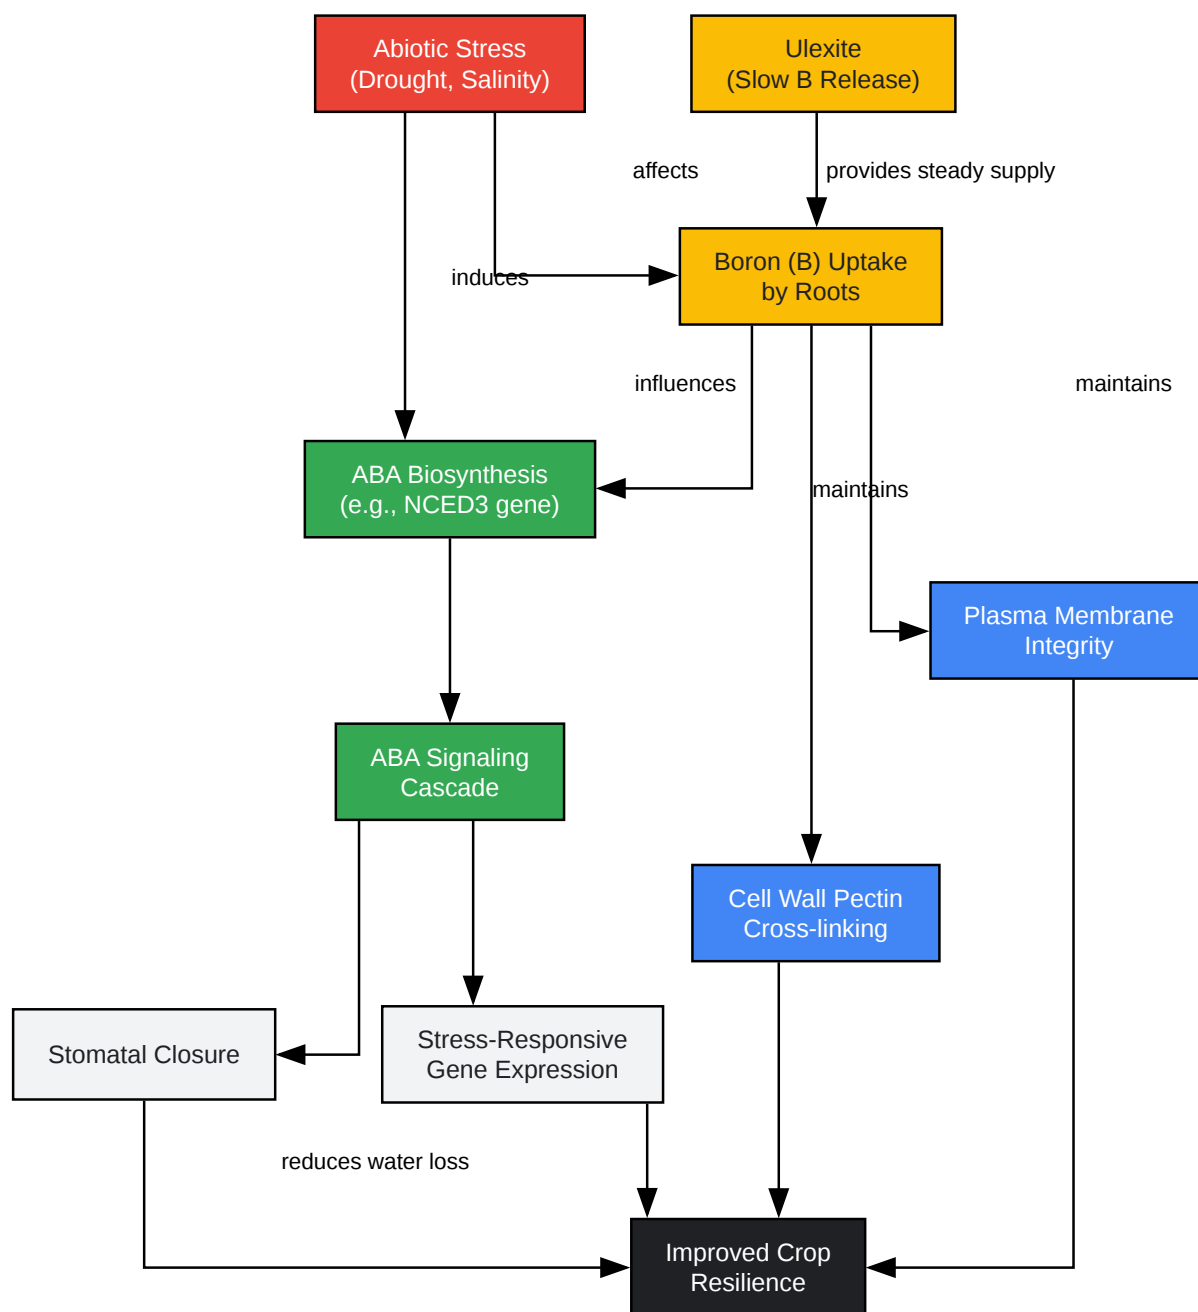 Abiotic Stress
(Drought, Salinity)
Ulexite
(Slow B Release)
affects
provides steady supply
Boron (B) Uptake
by Roots
induces
influences
maintains
ABA Biosynthesis
(e.g., NCED3 gene)
maintains
Plasma Membrane
Integrity
ABA Signaling
Cascade
Cell Wall Pectin
Cross-linking
Stomatal Closure
Stress-Responsive
Gene Expression
reduces water loss
Improved Crop
Resilience